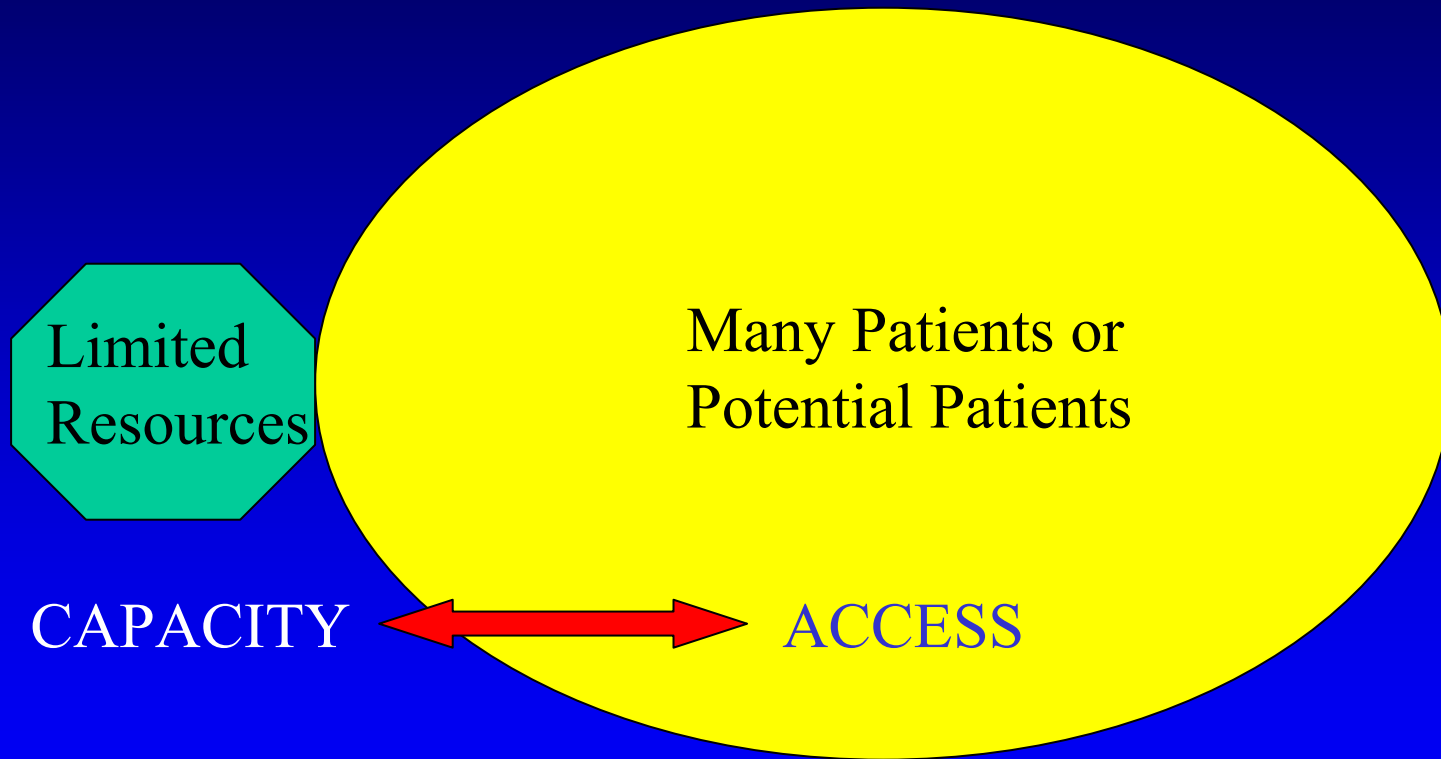 Limited
Resources
Many Patients or
Potential Patients
CAPACITY
ACCESS